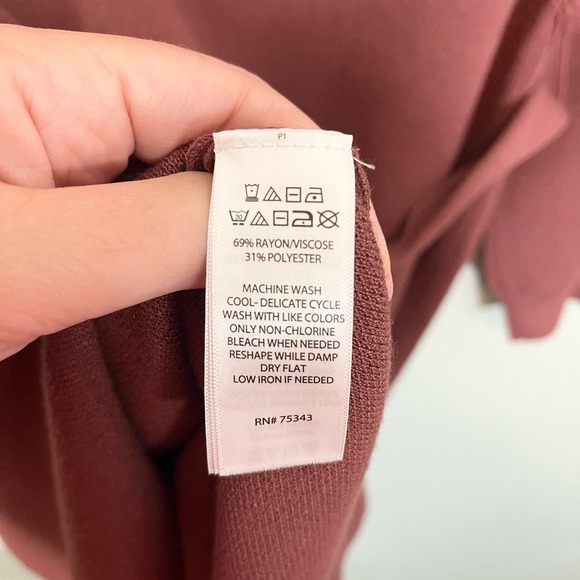 P1
30
69% RAYON/VISCOSE
31% POLYESTER
MACHINE WASH
COOL- DELICATE CYCLE
WASH WITH LIKE COLORS
ONLY NON-CHLORINE
BLEACH WHEN NEEDED
RESHAPE WHILE DAMP
DRY FLAT
LOW IRON IF NEEDED
RN# 75343